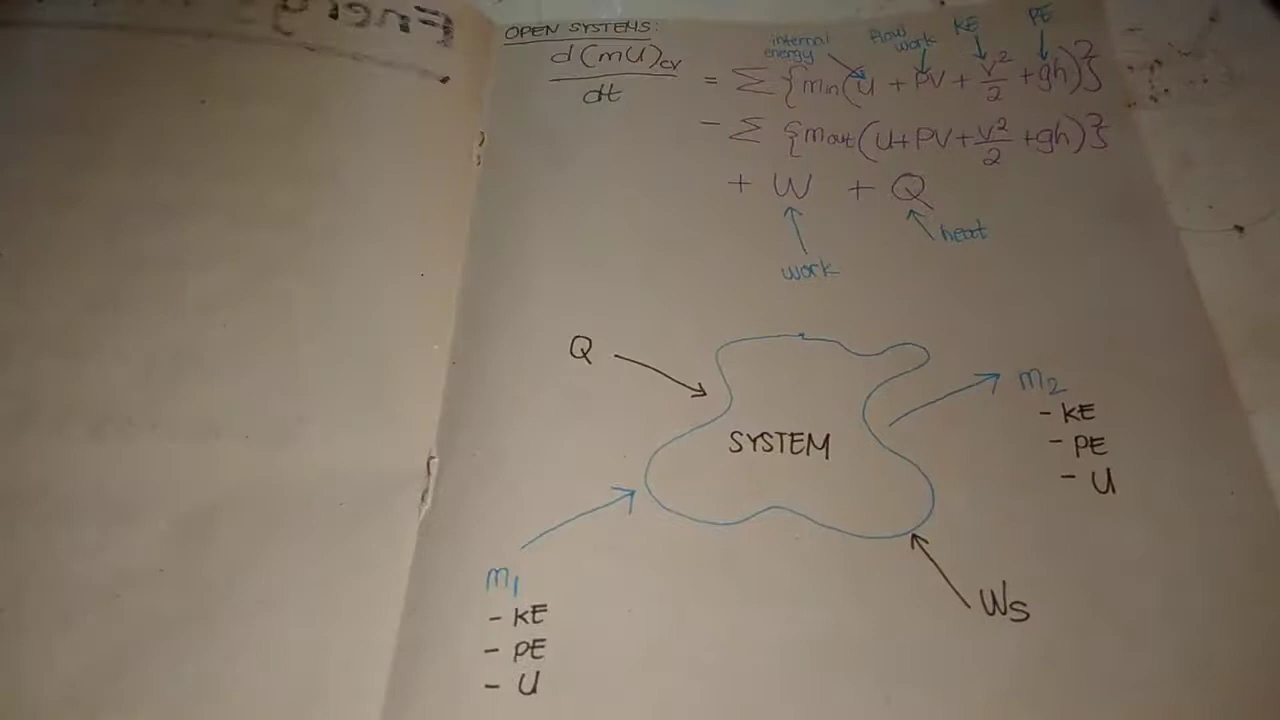 OPEN SYSTEMS:
internal energy
flow work
KE
PE
d(mU)cv/dt = Σ {min(U + PV + v²/2 + gh)}
- Σ {mout(U+PV+v²/2+gh)}
+ W + Q
work
heat
Q
SYSTEM
m2
- KE
- PE
- U
m1
- KE
- PE
- U
Ws